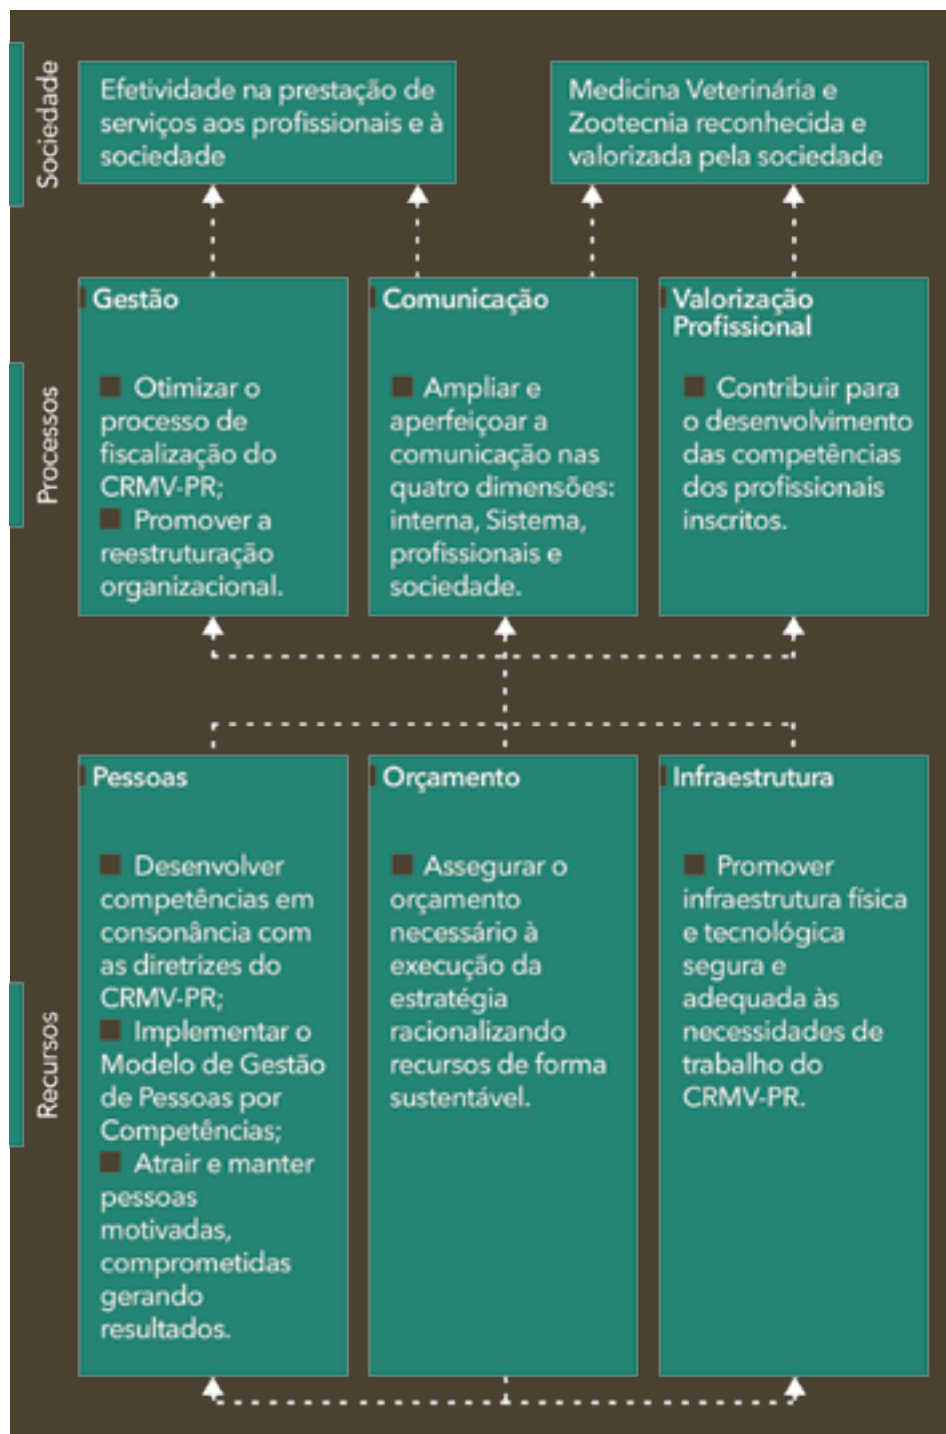 Sociedade
Efetividade na prestação de
serviços aos profissionais e à
sociedade
Medicina Veterinária e
Zootecnia reconhecida e
valorizada pela sociedade
Processos
Gestão
Otimizar o
processo de
fiscalização do
CRMV-PR;
Promover a
reestruturação
organizacional.
Comunicação
Ampliar e
aperfeiçoar a
comunicação nas
quatro dimensões:
interna, Sistema,
profissionais e
sociedade.
Valorização
Profissional
Contribuir para
o desenvolvimento
das competências
dos profissionais
inscritos.
Recursos
Pessoas
Desenvolver
competências em
consonância com
as diretrizes do
CRMV-PR;
Implementar o
Modelo de Gestão
de Pessoas por
Competências;
Atrair e manter
pessoas
motivadas,
comprometidas
gerando
resultados.
Orçamento
Assegurar o
orçamento
necessário à
execução da
estratégia
racionalizando
recursos de forma
sustentável.
Infraestrutura
Promover
infraestrutura física
e tecnológica
segura e
adequada às
necessidades de
trabalho do
CRMV-PR.